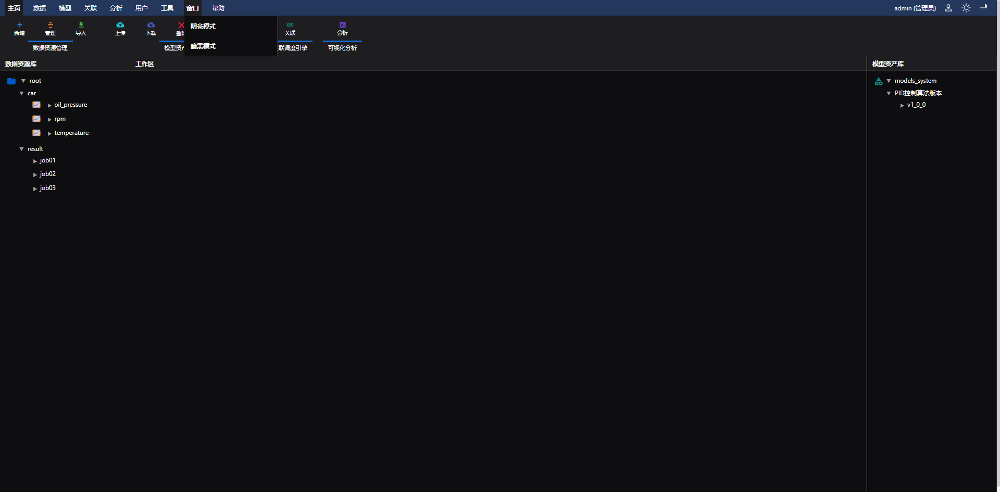 主页 数据 模型 关联 分析 用户 工具 窗口 帮助 admin (管理员)
新增 管理 导入 上传 下载 关联 分析
明亮模式
暗黑模式
数据资源管理 模型资产 联调度引擎 可视化分析
数据资源库 工作区 模型资产库
root
car
oil_pressure
rpm
temperature
result
job01
job02
job03
models_system
PID控制算法版本
v1_0_0